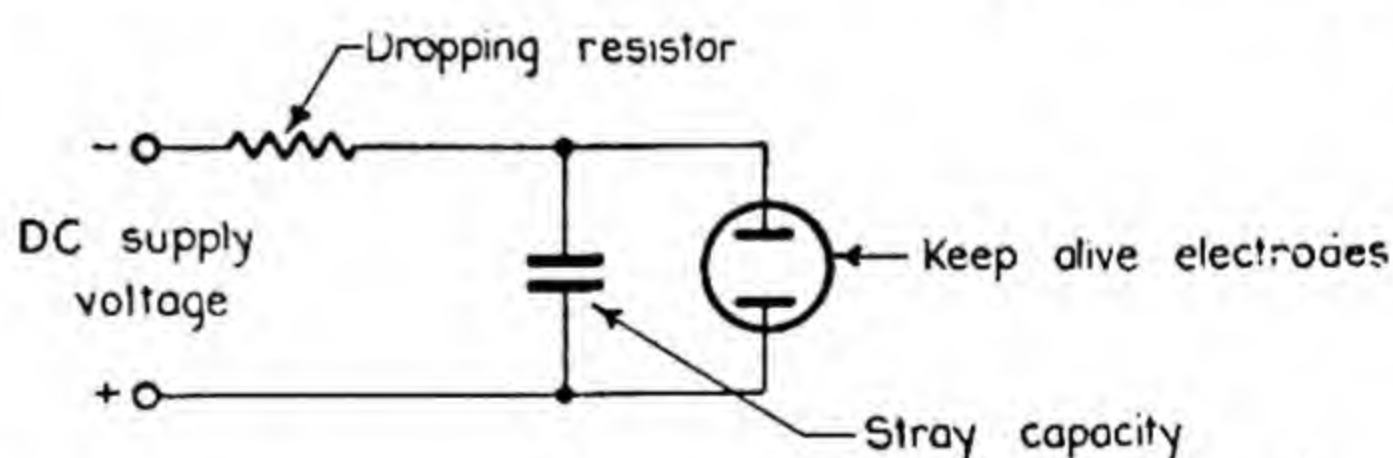 Dropping resistor
-
DC supply
voltage
Keep alive electrodes
+
Stray capacity